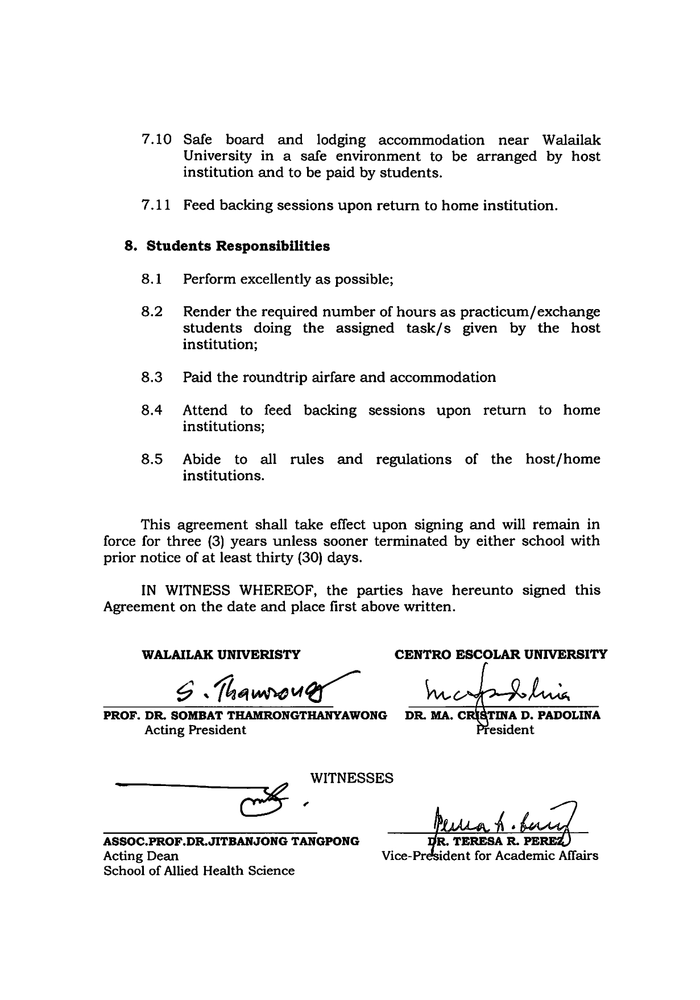 7.10 Safe board and lodging accommodation near Walailak
University in a safe environment to be arranged by host
institution and to be paid by students.
7.11 Feed backing sessions upon return to home institution.
8. Students Responsibilities
8.1 Perform excellently as possible;
8.2 Render the required number of hours as practicum/exchange
students doing the assigned task/s given by the host
institution;
8.3 Paid the roundtrip airfare and accommodation
8.4 Attend to feed backing sessions upon return to home
institutions;
8.5 Abide to all rules and regulations of the host/home
institutions.
This agreement shall take effect upon signing and will remain in
force for three (3) years unless sooner terminated by either school with
prior notice of at least thirty (30) days.
IN WITNESS WHEREOF, the parties have hereunto signed this
Agreement on the date and place first above written.
WALAILAK UNIVERISTY CENTRO ESCOLAR UNIVERSITY
S. Thamrong
PROF. DR. SOMBAT THAMRONGTHANYAWONG DR. MA. CRISTINA D. PADOLINA
Acting President President
WITNESSES
ASSOC.PROF.DR.JITBANJONG TANGPONG DR. TERESA R. PEREZ
Acting Dean Vice-President for Academic Affairs
School of Allied Health Science